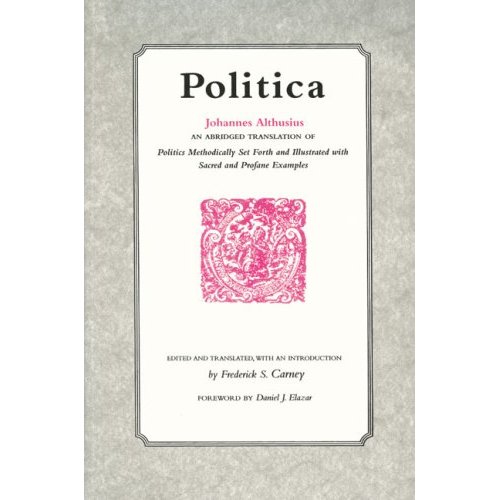 Politica
Johannes Althusius
AN ABRIDGED TRANSLATION OF
Politics Methodically Set Forth and Illustrated with
Sacred and Profane Examples
EDITED AND TRANSLATED, WITH AN INTRODUCTION
by Frederick S. Carney
FOREWORD BY Daniel J. Elazar